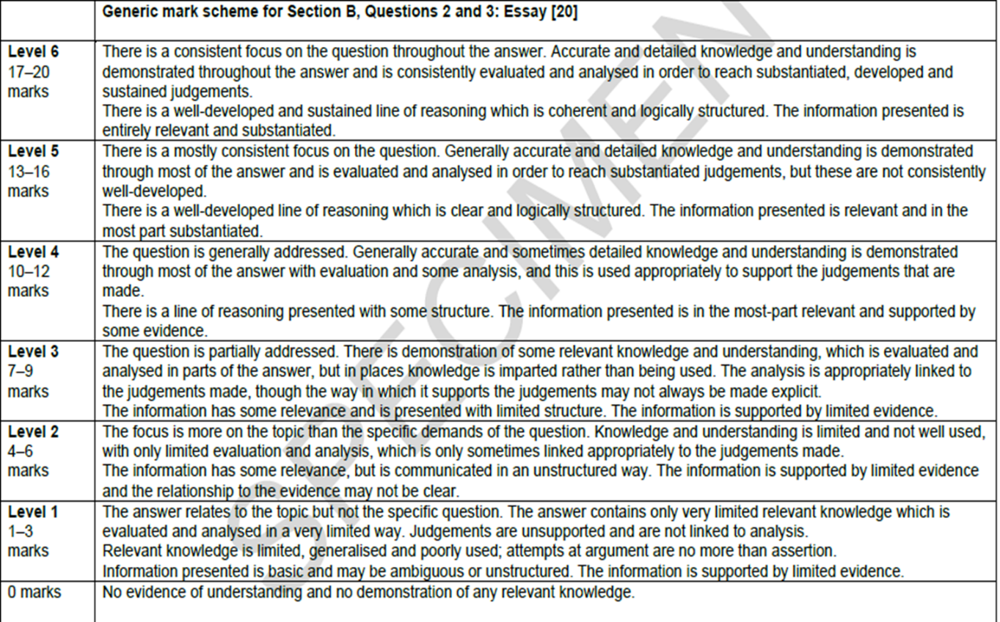 Generic mark scheme for Section B, Questions 2 and 3: Essay [20]
Level 6
17–20
marks
There is a consistent focus on the question throughout the answer. Accurate and detailed knowledge and understanding is
demonstrated throughout the answer and is consistently evaluated and analysed in order to reach substantiated, developed and
sustained judgements.
There is a well-developed and sustained line of reasoning which is coherent and logically structured. The information presented is
entirely relevant and substantiated.
Level 5
13–16
marks
There is a mostly consistent focus on the question. Generally accurate and detailed knowledge and understanding is demonstrated
through most of the answer and is evaluated and analysed in order to reach substantiated judgements, but these are not consistently
well-developed.
There is a well-developed line of reasoning which is clear and logically structured. The information presented is relevant and in the
most part substantiated.
Level 4
10–12
marks
The question is generally addressed. Generally accurate and sometimes detailed knowledge and understanding is demonstrated
through most of the answer with evaluation and some analysis, and this is used appropriately to support the judgements that are
made.
There is a line of reasoning presented with some structure. The information presented is in the most-part relevant and supported by
some evidence.
Level 3
7–9
marks
The question is partially addressed. There is demonstration of some relevant knowledge and understanding, which is evaluated and
analysed in parts of the answer, but in places knowledge is imparted rather than being used. The analysis is appropriately linked to
the judgements made, though the way in which it supports the judgements may not always be made explicit.
The information has some relevance and is presented with limited structure. The information is supported by limited evidence.
Level 2
4–6
marks
The focus is more on the topic than the specific demands of the question. Knowledge and understanding is limited and not well used,
with only limited evaluation and analysis, which is only sometimes linked appropriately to the judgements made.
The information has some relevance, but is communicated in an unstructured way. The information is supported by limited evidence
and the relationship to the evidence may not be clear.
Level 1
1–3
marks
The answer relates to the topic but not the specific question. The answer contains only very limited relevant knowledge which is
evaluated and analysed in a very limited way. Judgements are unsupported and are not linked to analysis.
Relevant knowledge is limited, generalised and poorly used; attempts at argument are no more than assertion.
Information presented is basic and may be ambiguous or unstructured. The information is supported by limited evidence.
0 marks
No evidence of understanding and no demonstration of any relevant knowledge.
SPECIMEN